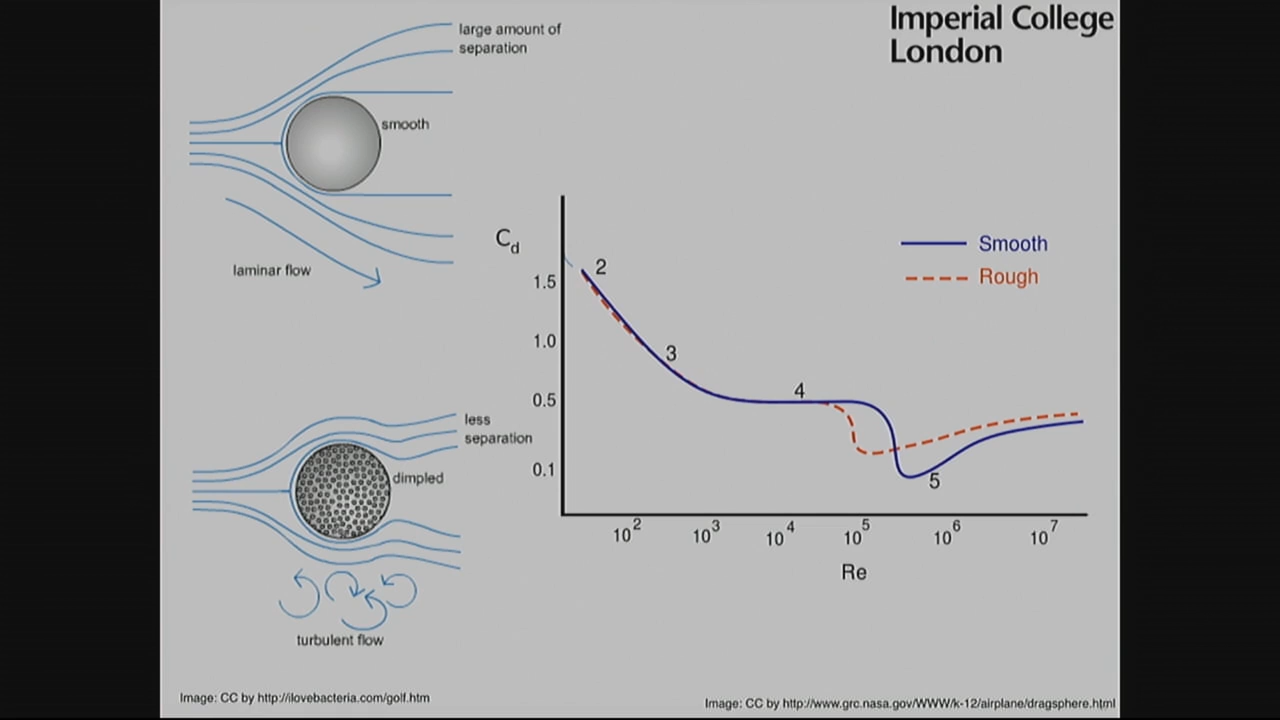 Imperial College
London
large amount of
separation
smooth
laminar flow
less
separation
dimpled
turbulent flow
C_d
1.5
1.0
0.5
0.1
2
3
4
5
Smooth
Rough
10^2 10^3 10^4 10^5 10^6 10^7
Re
Image: CC by http://ilovebacteria.com/golf.htm
Image: CC by http://www.grc.nasa.gov/WWW/k-12/airplane/dragsphere.html